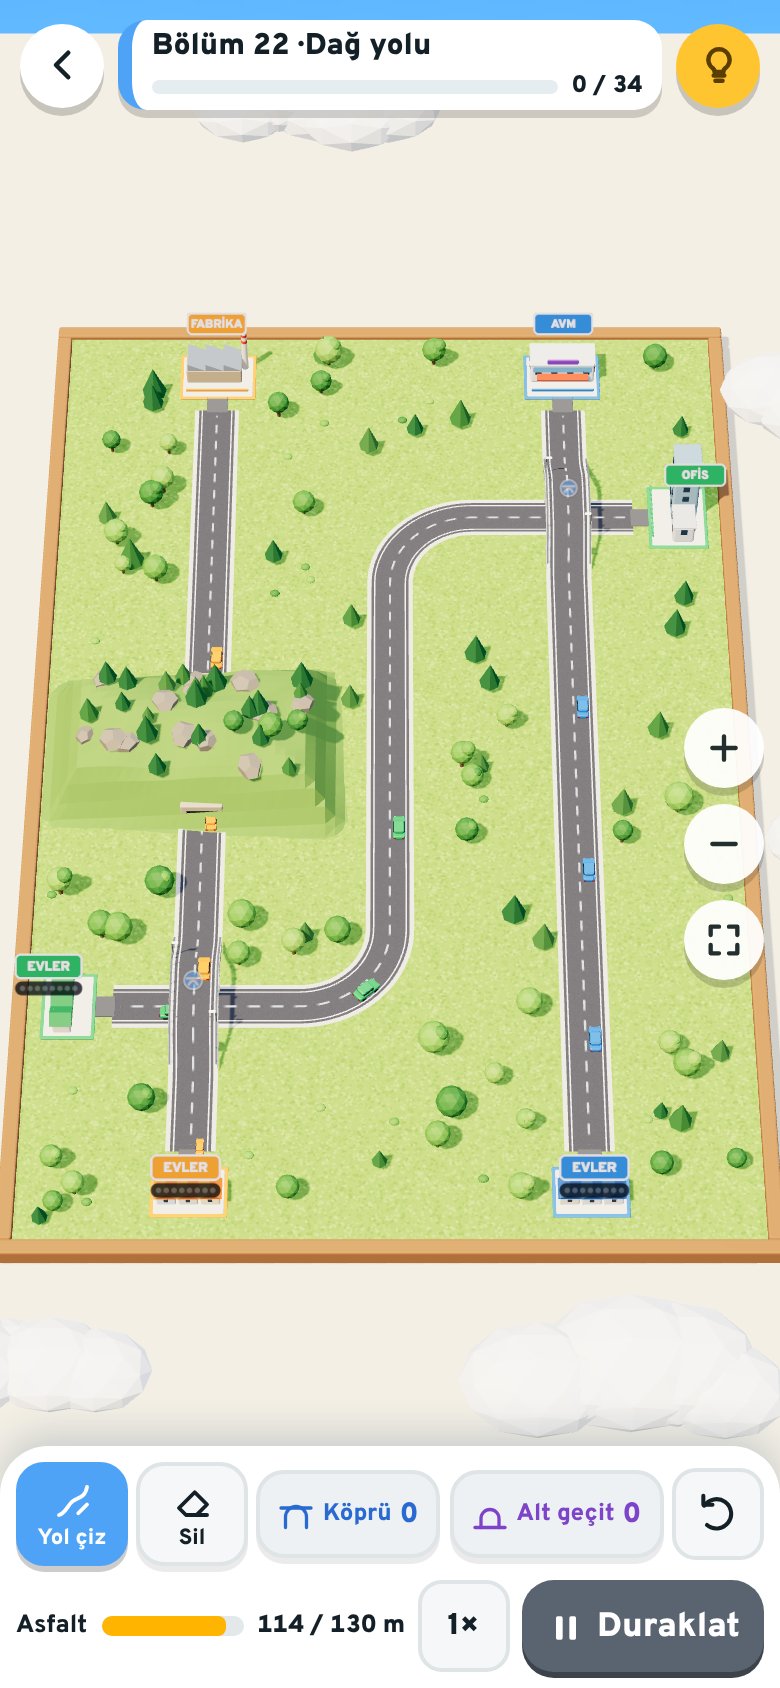 Bölüm 22 ·Dağ yolu
0 / 34
FABRİKA
AVM
OFİS
EVLER
EVLER
EVLER
Yol çiz
Sil
Köprü 0
Alt geçit 0
Asfalt
114 / 130 m
1×
Duraklat